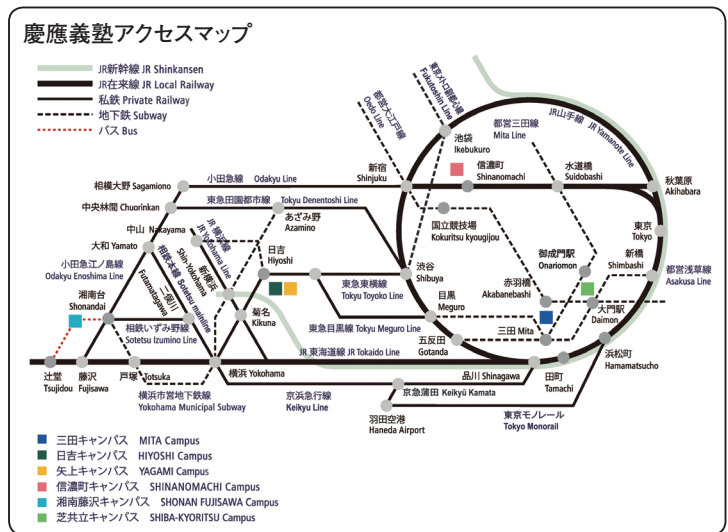 慶應義塾アクセスマップ
JR新幹線 JR Shinkansen
JR在来線 JR Local Railway
私鉄 Private Railway
地下鉄 Subway
バス Bus
東京メトロ副都心線
Fukutoshin Line
都営大江戸線
Oedo Line
都営三田線
Mita Line
JR山手線 JR Yamanote Line
池袋
Ikebukuro
信濃町
Shinanomachi
水道橋
Suidobashi
新宿
Shinjuku
秋葉原
Akihabara
相模大野 Sagamiono
小田急線 Odakyu Line
中央林間 Chuorinkan
東急田園都市線 Tokyu Denentoshi Line
あざみ野
Azamino
中山 Nakayama
JR 横浜線
JR Yokohama Line
国立競技場
Kokuritsu kyougijou
東京
Tokyo
大和 Yamato
日吉
Hiyoshi
御成門駅
Onariomon
新橋
Shimbashi
小田急江ノ島線
Odakyu Enoshima Line
相鉄本線 Sotetsu mainline
二俣川
Futamatagawa
新横浜
Shin-Yokohama
渋谷
Shibuya
都営浅草線
Asakusa Line
東急東横線
Tokyu Toyoko Line
目黒
Meguro
赤羽橋
Akabanebashi
湘南台
Shonandai
菊名
Kikuna
大門駅
Daimon
相鉄いずみ野線
Sotetsu Izumino Line
東急目黒線 Tokyu Meguro Line
五反田
Gotanda
三田 Mita
浜松町
Hamamatsucho
JR 東海道線 JR Tokaido Line
辻堂
Tsujidou
藤沢
Fujisawa
戸塚 Totsuka
横浜 Yokohama
品川 Shinagawa
田町
Tamachi
横浜市営地下鉄線
Yokohama Municipal Subway
京浜急行線
Keikyu Line
京急蒲田 Keikyū Kamata
羽田空港
Haneda Airport
東京モノレール
Tokyo Monorail
三田キャンパス MITA Campus
日吉キャンパス HIYOSHI Campus
矢上キャンパス YAGAMI Campus
信濃町キャンパス SHINANOMACHI Campus
湘南藤沢キャンパス SHONAN FUJISAWA Campus
芝共立キャンパス SHIBA-KYORITSU Campus